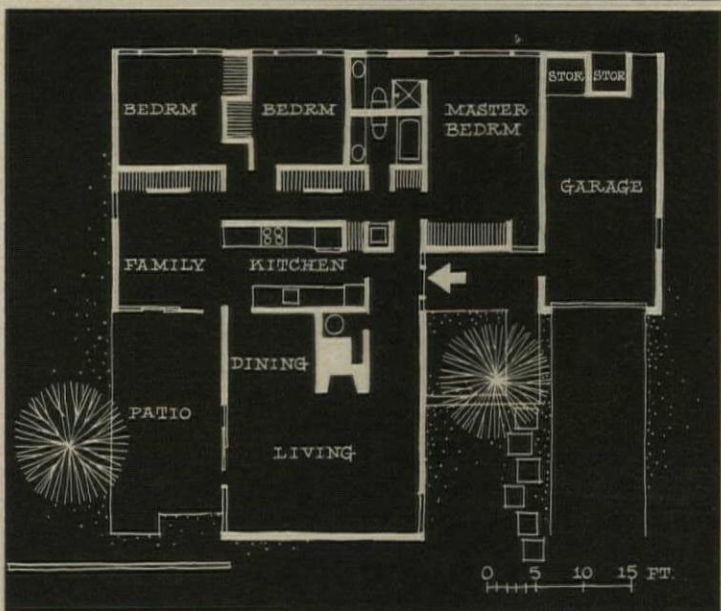 BEDRM
BEDRM
MASTER
BEDRM
STOR
STOR
GARAGE
FAMILY
KITCHEN
DINING
PATIO
LIVING
0 5 10 15 FT.